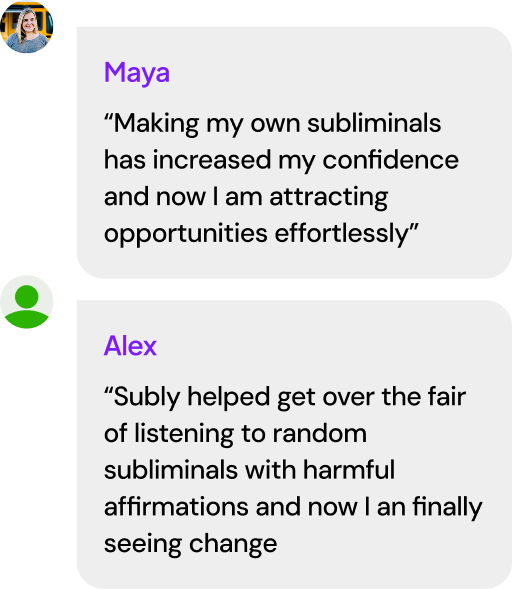 Maya
“Making my own subliminals
has increased my confidence
and now I am attracting
opportunities effortlessly”
Alex
“Subly helped get over the fair
of listening to random
subliminals with harmful
affirmations and now I an finally
seeing change